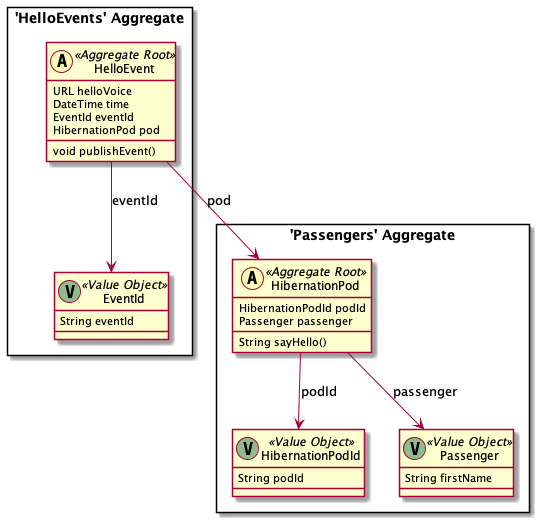 'HelloEvents' Aggregate
A
«Aggregate Root»
HelloEvent
URL helloVoice
DateTime time
EventId eventId
HibernationPod pod
void publishEvent()
eventId
pod
V
«Value Object»
EventId
String eventId
'Passengers' Aggregate
A
«Aggregate Root»
HibernationPod
HibernationPodId podId
Passenger passenger
String sayHello()
podId
passenger
V
«Value Object»
HibernationPodId
String podId
V
«Value Object»
Passenger
String firstName